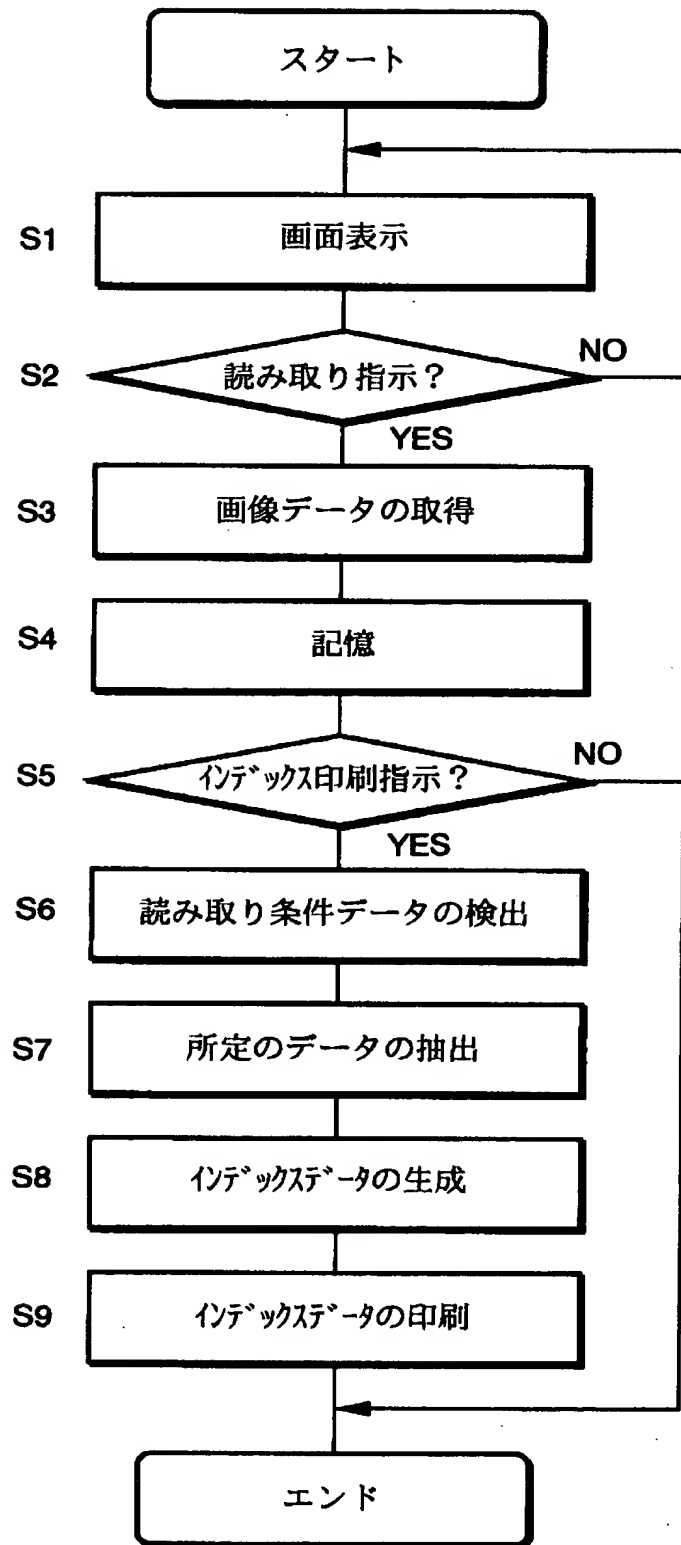 スタート
S1
画面表示
S2
読み取り指示?
NO
YES
S3
画像データの取得
S4
記憶
S5
インデックス印刷指示?
NO
YES
S6
読み取り条件データの検出
S7
所定のデータの抽出
S8
インデックスデータの生成
S9
インデックスデータの印刷
エンド